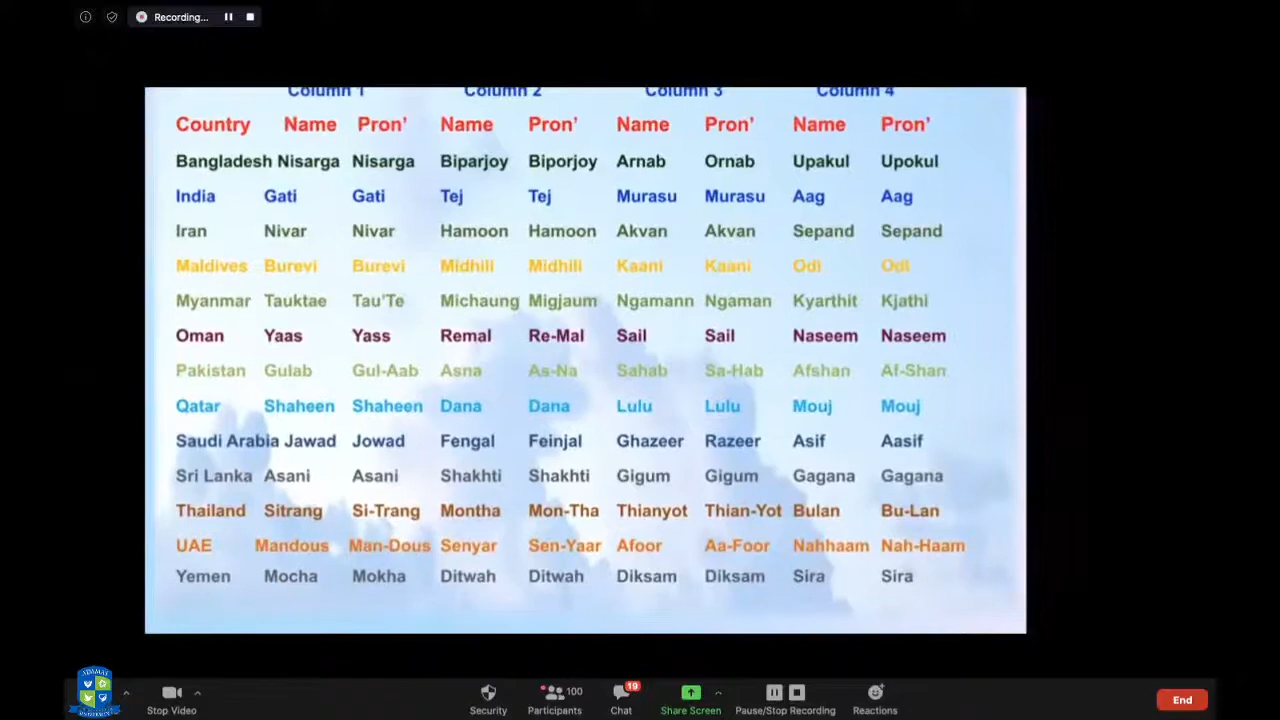 Recording...
Column 1 Column 2 Column 3 Column 4
Country Name Pron' Name Pron' Name Pron' Name Pron'
Bangladesh Nisarga Nisarga Biparjoy Biporjoy Arnab Ornab Upakul Upokul
India Gati Gati Tej Tej Murasu Murasu Aag Aag
Iran Nivar Nivar Hamoon Hamoon Akvan Akvan Sepand Sepand
Maldives Burevi Burevi Midhili Midhili Kaani Kaani Odi Odi
Myanmar Tauktae Tau'Te Michaung Migjaum Ngamann Ngaman Kyarthit Kjathi
Oman Yaas Yass Remal Re-Mal Sail Sail Naseem Naseem
Pakistan Gulab Gul-Aab Asna As-Na Sahab Sa-Hab Afshan Af-Shan
Qatar Shaheen Shaheen Dana Dana Lulu Lulu Mouj Mouj
Saudi Arabia Jawad Jowad Fengal Feinjal Ghazeer Razeer Asif Aasif
Sri Lanka Asani Asani Shakhti Shakhti Gigum Gigum Gagana Gagana
Thailand Sitrang Si-Trang Montha Mon-Tha Thianyot Thian-Yot Bulan Bu-Lan
UAE Mandous Man-Dous Senyar Sen-Yaar Afoor Aa-Foor Nahhaam Nah-Haam
Yemen Mocha Mokha Ditwah Ditwah Diksam Diksam Sira Sira
ADAMAS UNIVERSITY
100 19
Stop Video Security Participants Chat Share Screen Pause/Stop Recording Reactions End